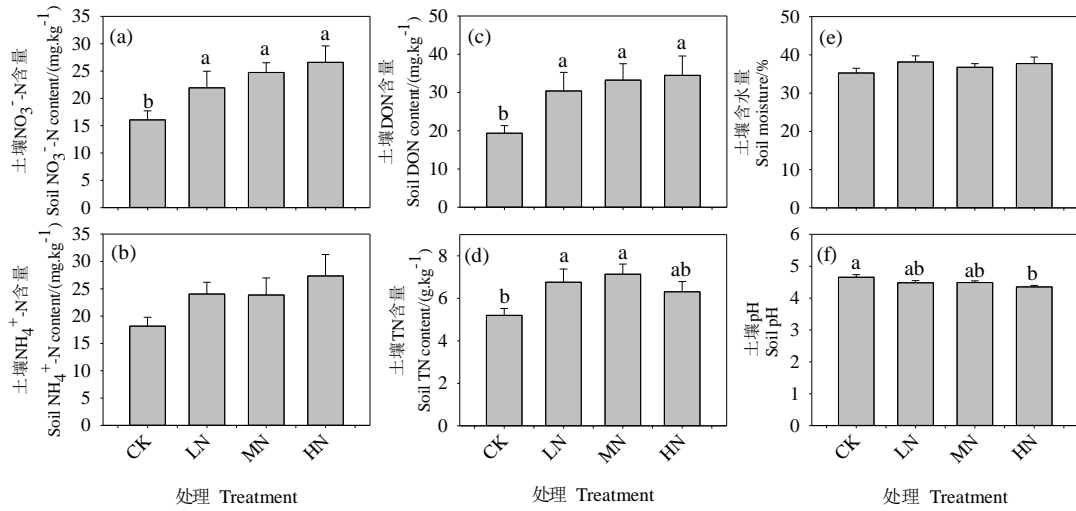 土壤NO3⁻-N含量
Soil NO3⁻-N content/(mg.kg⁻¹)
35
30
25
20
15
10
5
0
(a)
b
a
a
a
土壤NH4⁺-N含量
Soil NH4⁺-N content/(mg.kg⁻¹)
35
30
25
20
15
10
5
0
(b)
CK
LN
MN
HN
处理 Treatment
土壤DON含量
Soil DON content/(mg.kg⁻¹)
50
40
30
20
10
0
(c)
b
a
a
a
土壤TN含量
Soil TN content/(g.kg⁻¹)
8
6
4
2
0
(d)
b
a
a
ab
CK
LN
MN
HN
处理 Treatment
土壤含水量
Soil moisture/%
50
40
30
20
10
0
(e)
土壤pH
Soil pH
6
5
4
3
2
1
0
(f)
a
ab
ab
b
CK
LN
MN
HN
处理 Treatment